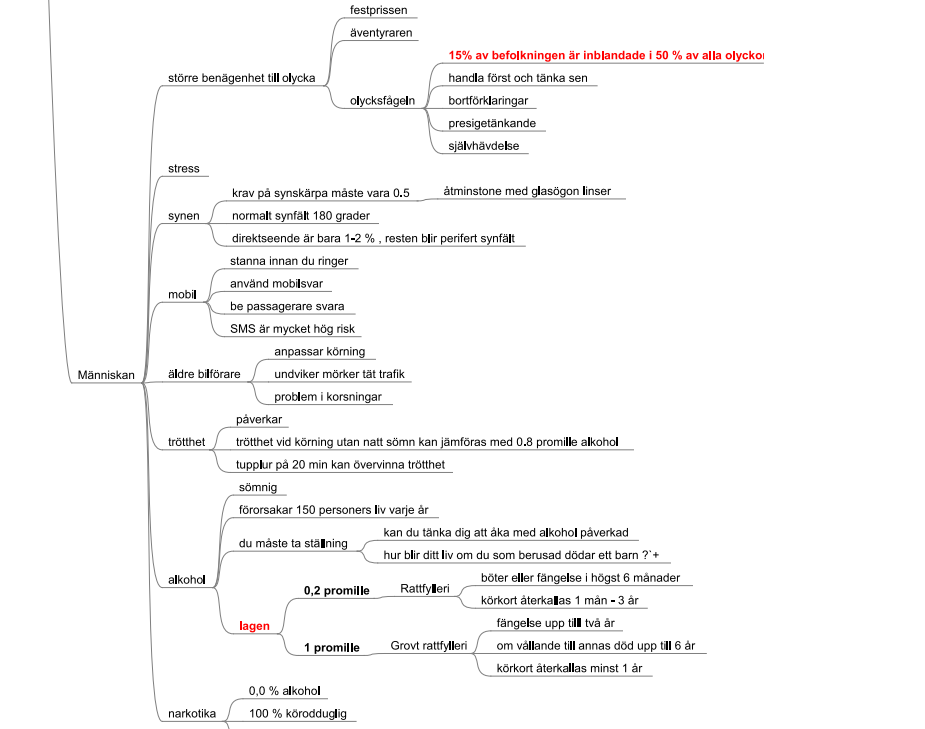 festprissen
äventyraren
15% av befolkningen är inblandade i 50 % av alla olyckor
större benägenhet till olycka
handla först och tänka sen
olycksfågeln
bortförklaringar
presigetänkande
självhävdelse
stress
krav på synskärpa måste vara 0.5
åtminstone med glasögon linser
synen
normalt synfält 180 grader
direktseende är bara 1-2 % , resten blir perifert synfält
stanna innan du ringer
använd mobilsvar
mobil
be passagerare svara
SMS är mycket hög risk
anpassar körning
Människan
äldre bilförare
undviker mörker tät trafik
problem i korsningar
påverkar
trötthet
trötthet vid körning utan natt sömn kan jämföras med 0.8 promille alkohol
tupplur på 20 min kan övervinna trötthet
sömnig
förorsakar 150 personers liv varje år
kan du tänka dig att åka med alkohol påverkad
du måste ta ställning
hur blir ditt liv om du som berusad dödar ett barn ?`+
alkohol
böter eller fängelse i högst 6 månader
0,2 promille
Rattfylleri
körkort återkallas 1 mån - 3 år
lagen
fängelse upp tilll två år
1 promille
Grovt rattfylleri
om vållande till annas död upp till 6 år
körkort återkallas minst 1 år
0,0 % alkohol
narkotika
100 % körodduglig